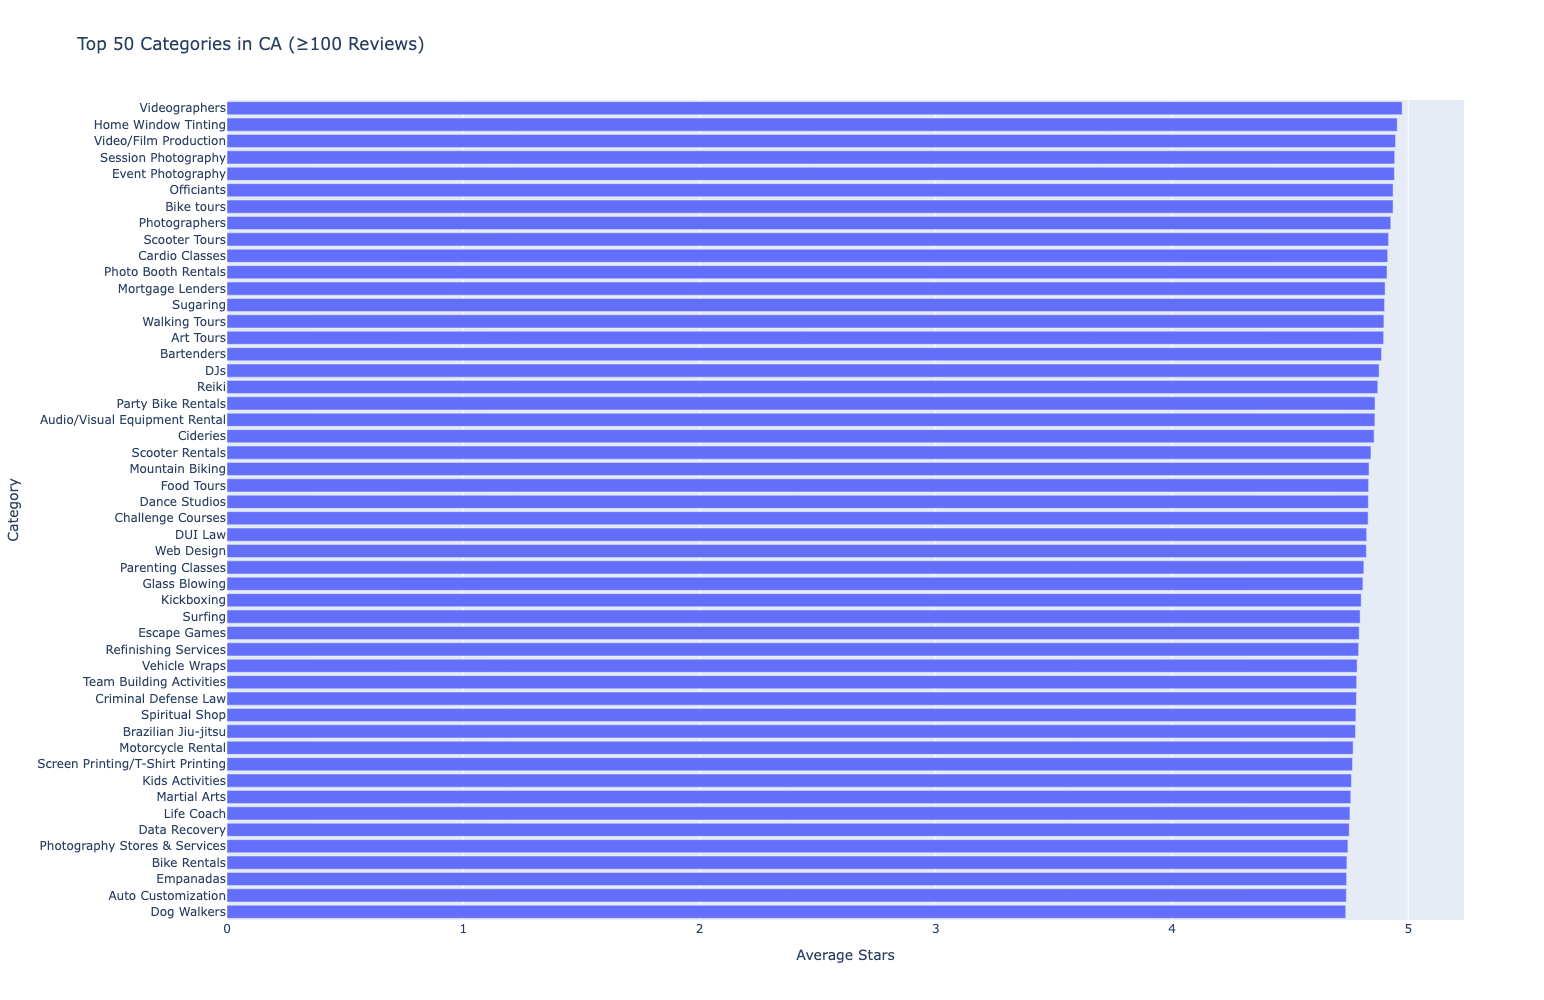 Top 50 Categories in CA (≥100 Reviews)
Category
Videographers
Home Window Tinting
Video/Film Production
Session Photography
Event Photography
Officiants
Bike tours
Photographers
Scooter Tours
Cardio Classes
Photo Booth Rentals
Mortgage Lenders
Sugaring
Walking Tours
Art Tours
Bartenders
DJs
Reiki
Party Bike Rentals
Audio/Visual Equipment Rental
Cideries
Scooter Rentals
Mountain Biking
Food Tours
Dance Studios
Challenge Courses
DUI Law
Web Design
Parenting Classes
Glass Blowing
Kickboxing
Surfing
Escape Games
Refinishing Services
Vehicle Wraps
Team Building Activities
Criminal Defense Law
Spiritual Shop
Brazilian Jiu-jitsu
Motorcycle Rental
Screen Printing/T-Shirt Printing
Kids Activities
Martial Arts
Life Coach
Data Recovery
Photography Stores & Services
Bike Rentals
Empanadas
Auto Customization
Dog Walkers
0 1 2 3 4 5
Average Stars